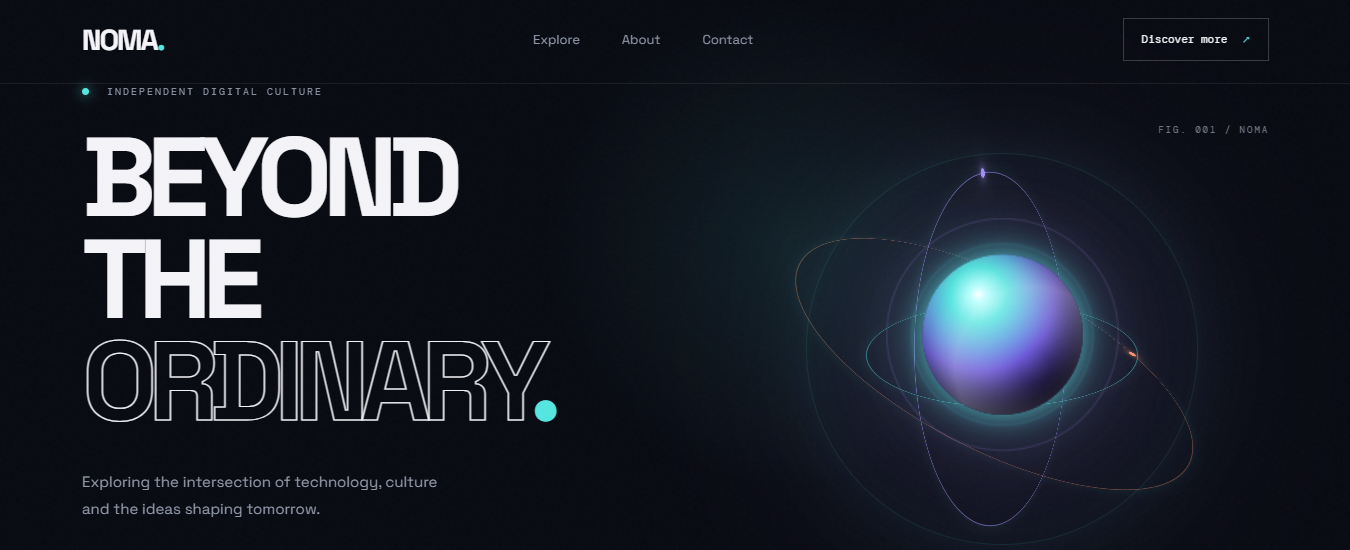 NOMA.
Explore
About
Contact
Discover more ↗
INDEPENDENT DIGITAL CULTURE
FIG. 001 / NOMA
BEYOND
THE
ORDINARY.
Exploring the intersection of technology, culture
and the ideas shaping tomorrow.